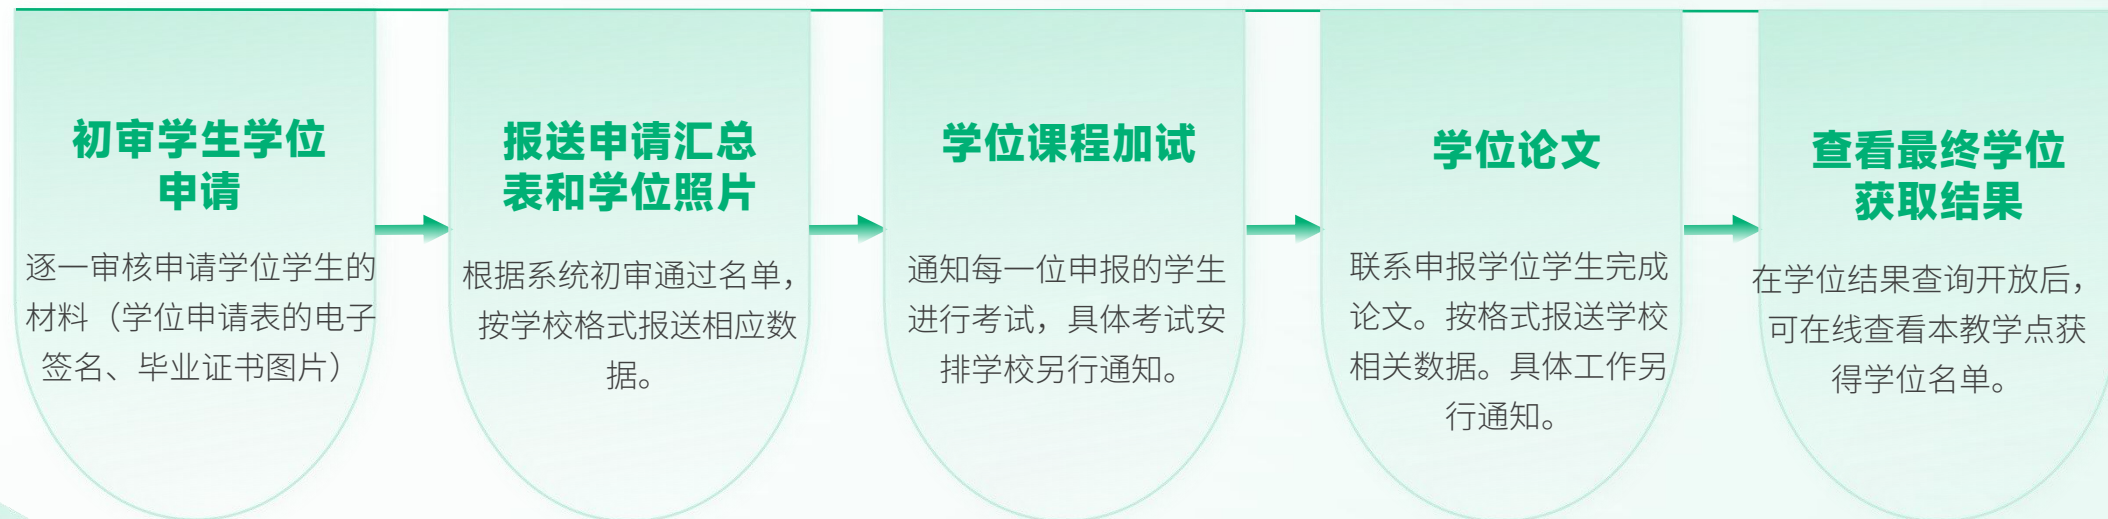 初审学生学位
申请
逐一审核申请学位学生的
材料（学位申请表的电子
签名、毕业证书图片）
报送申请汇总
表和学位照片
根据系统初审通过名单，
按学校格式报送相应数
据。
学位课程加试
通知每一位申报的学生
进行考试，具体考试安
排学校另行通知。
学位论文
联系申报学位学生完成
论文。按格式报送学校
相关数据。具体工作另
行通知。
查看最终学位
获取结果
在学位结果查询开放后，
可在线查看本教学点获
得学位名单。